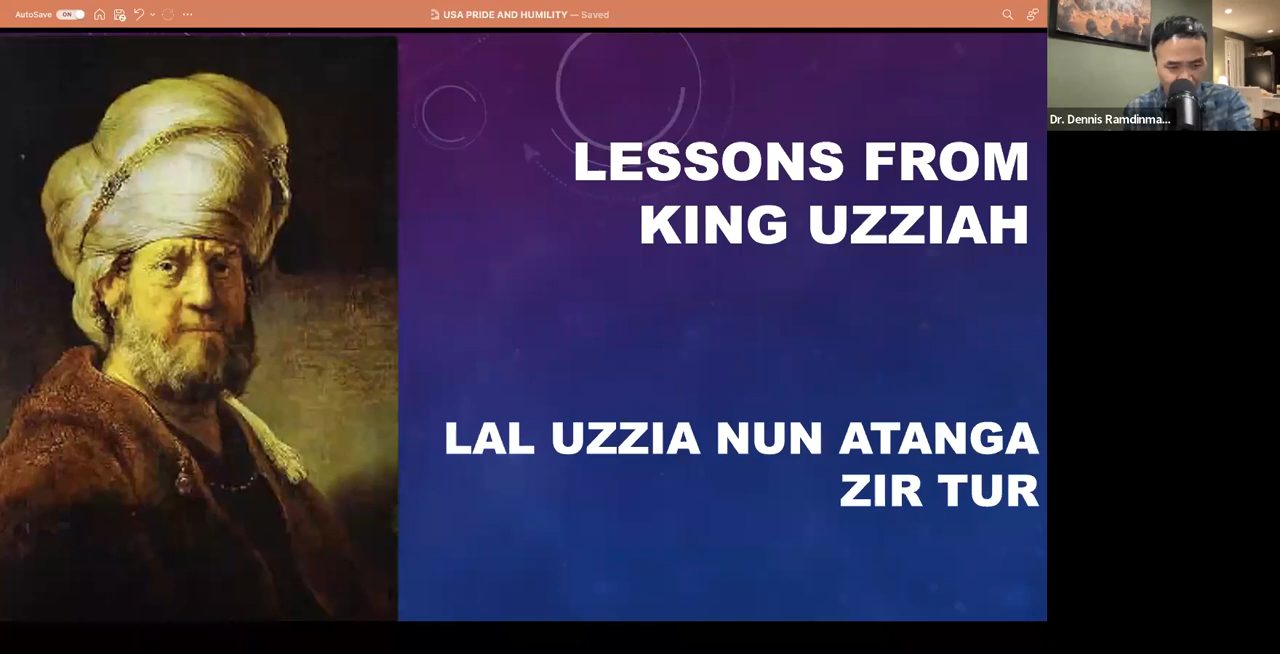 AutoSave ON
USA PRIDE AND HUMILITY — Saved
Dr. Dennis Ramdinma...
LESSONS FROM
KING UZZIAH
LAL UZZIA NUN ATANGA
ZIR TUR